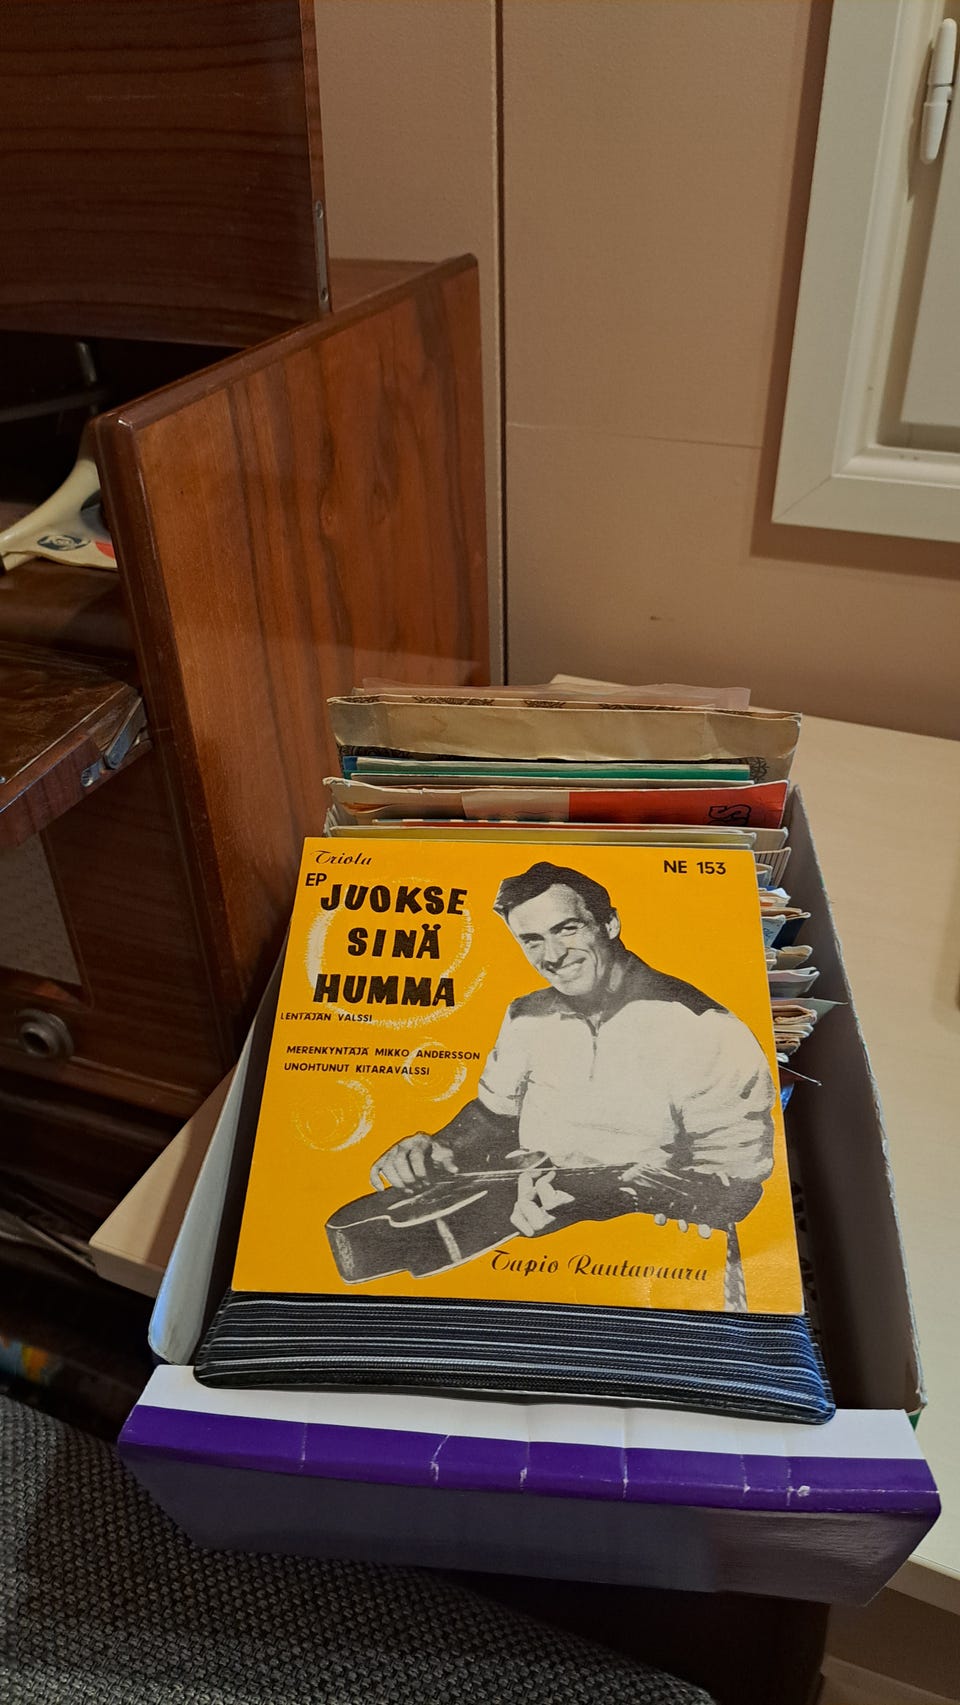 Triola
NE 153
EP
JUOKSE
SINÄ
HUMMA
LENTÄJÄN VALSSI
MERENKYNTÄJÄ MIKKO ANDERSSON
UNOHTUNUT KITARAVALSSI
Tapio Rautavaara